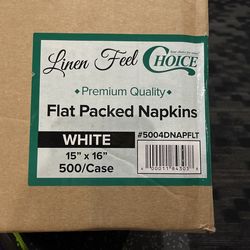 Linen Feel
CHOICE
Premium Quality
Flat Packed Napkins
WHITE
#5004DNAPFLT
15" x 16"
500/Case